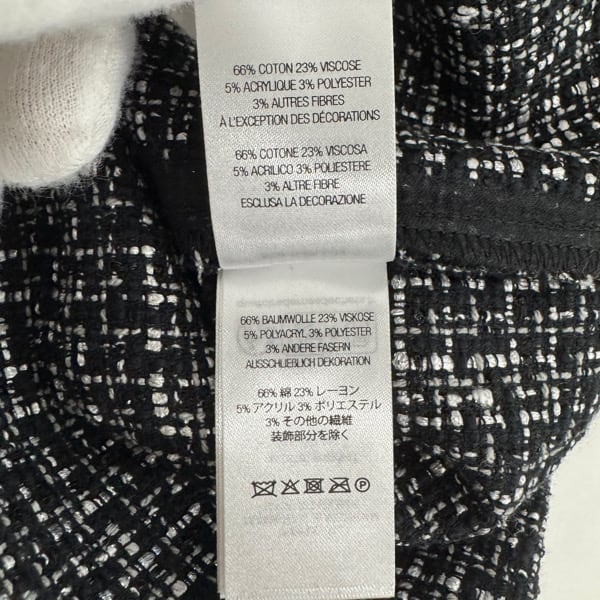 66% COTON 23% VISCOSE
5% ACRYLIQUE 3% POLYESTER
3% AUTRES FIBRES
À L'EXCEPTION DES DÉCORATIONS
66% COTONE 23% VISCOSA
5% ACRILICO 3% POLIESTERE
3% ALTRE FIBRE
ESCLUSA LA DECORAZIONE
66% BAUMWOLLE 23% VISKOSE
5% POLYACRYL 3% POLYESTER
3% ANDERE FASERN
AUSSCHLIEßLICH DEKORATION
66% 綿 23% レーヨン
5% アクリル 3% ポリエステル
3% その他の繊維
装飾部分を除く